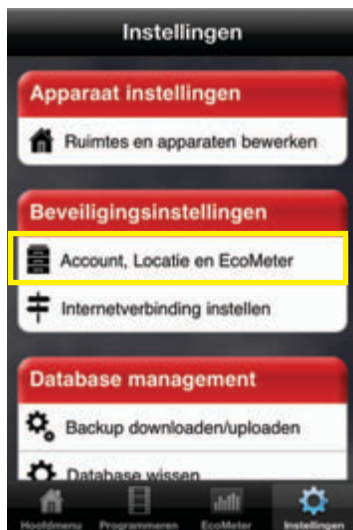 Instellingen
Apparaat instellingen
Ruimtes en apparaten bewerken
Beveiligingsinstellingen
Account, Locatie en EcoMeter
Internetverbinding instellen
Database management
Backup downloaden/uploaden
Database wissen
Hoofdmenu Programmeren EcoMeter Instellingen